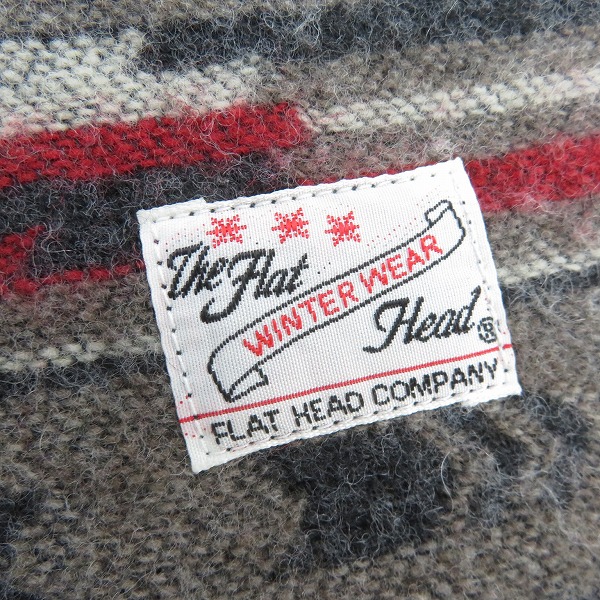 The Flat
WINTER WEAR
Head®
FLAT HEAD COMPANY